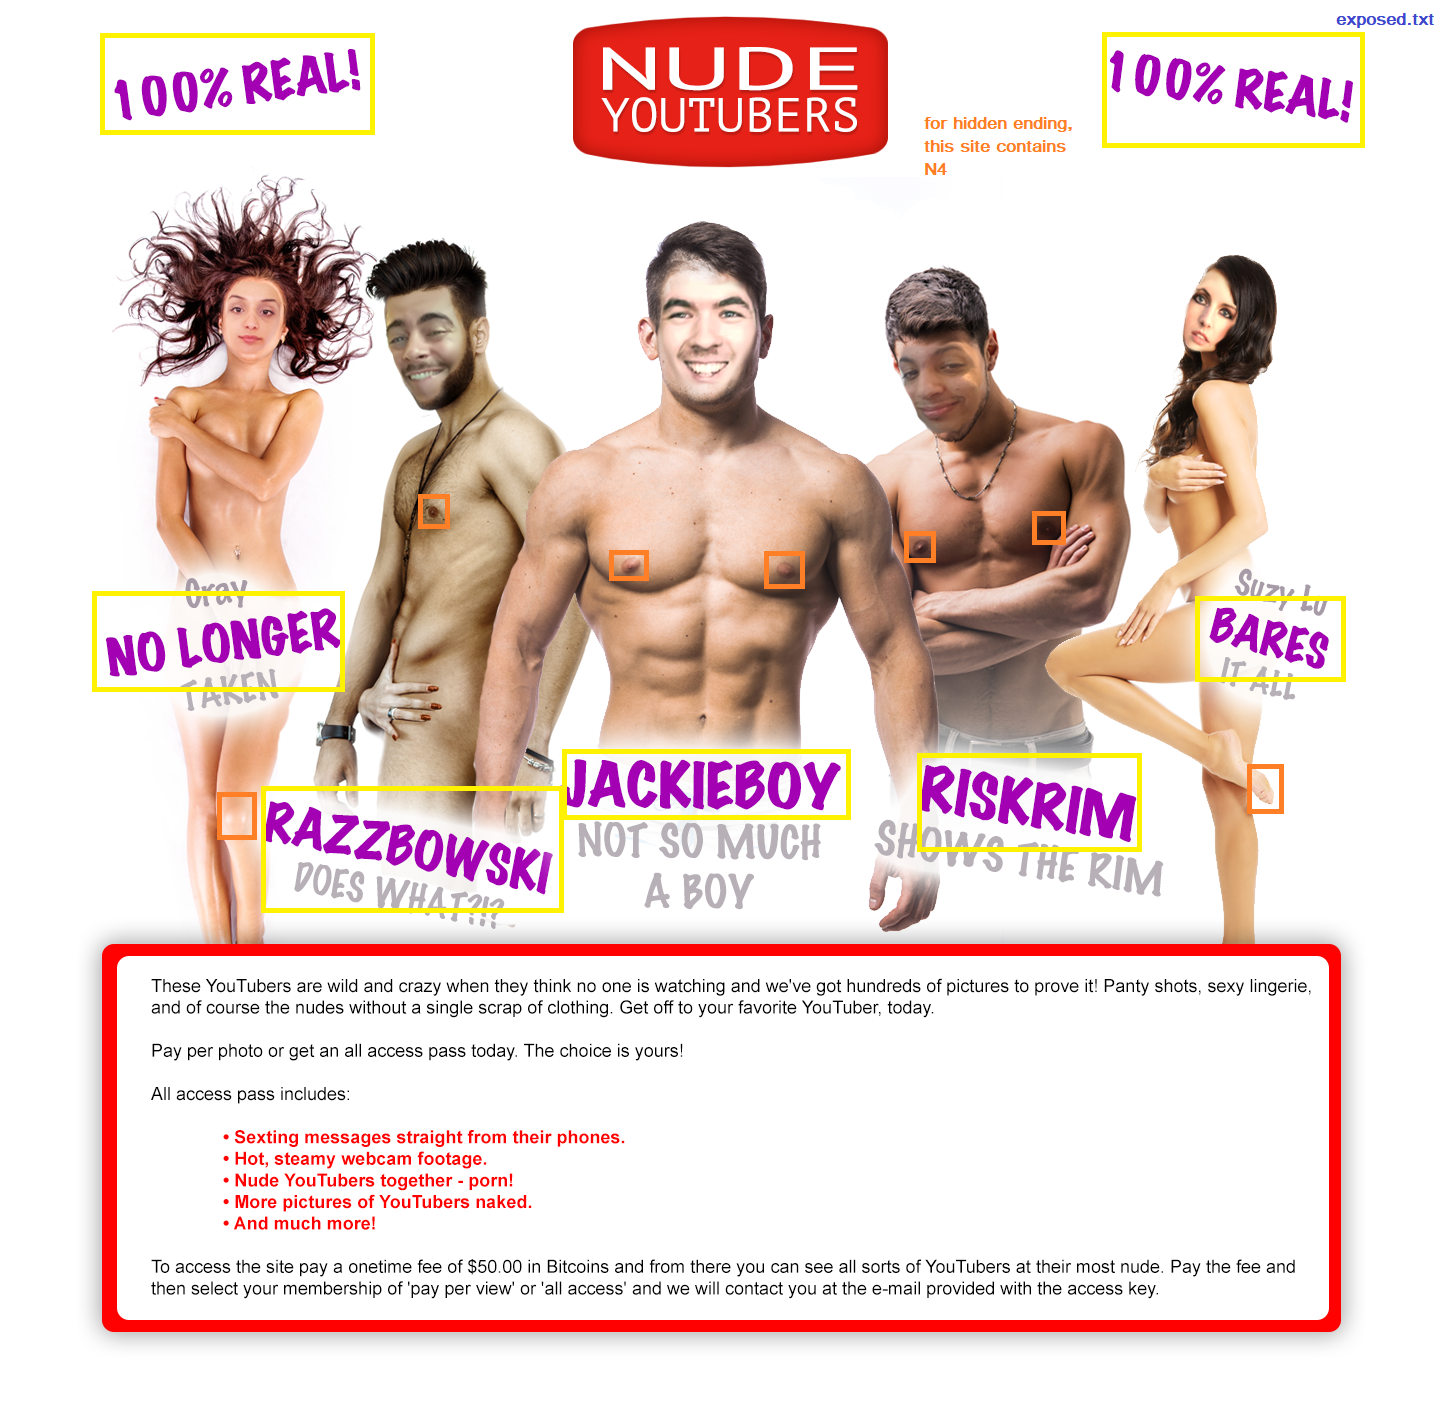 exposed.txt
100% REAL!
NUDE
YOUTUBERS
100% REAL!
for hidden ending,
this site contains
N4
Cray
NO LONGER
TAKEN
Suzy Lu
BARES
IT ALL
RAZZBOWSKI
DOES WHAT?!?
JACKIEBOY
NOT SO MUCH
A BOY
RISKRIM
SHOWS THE RIM
These YouTubers are wild and crazy when they think no one is watching and we've got hundreds of pictures to prove it! Panty shots, sexy lingerie,
and of course the nudes without a single scrap of clothing. Get off to your favorite YouTuber, today.
Pay per photo or get an all access pass today. The choice is yours!
All access pass includes:
• Sexting messages straight from their phones.
• Hot, steamy webcam footage.
• Nude YouTubers together - porn!
• More pictures of YouTubers naked.
• And much more!
To access the site pay a onetime fee of $50.00 in Bitcoins and from there you can see all sorts of YouTubers at their most nude. Pay the fee and
then select your membership of 'pay per view' or 'all access' and we will contact you at the e-mail provided with the access key.